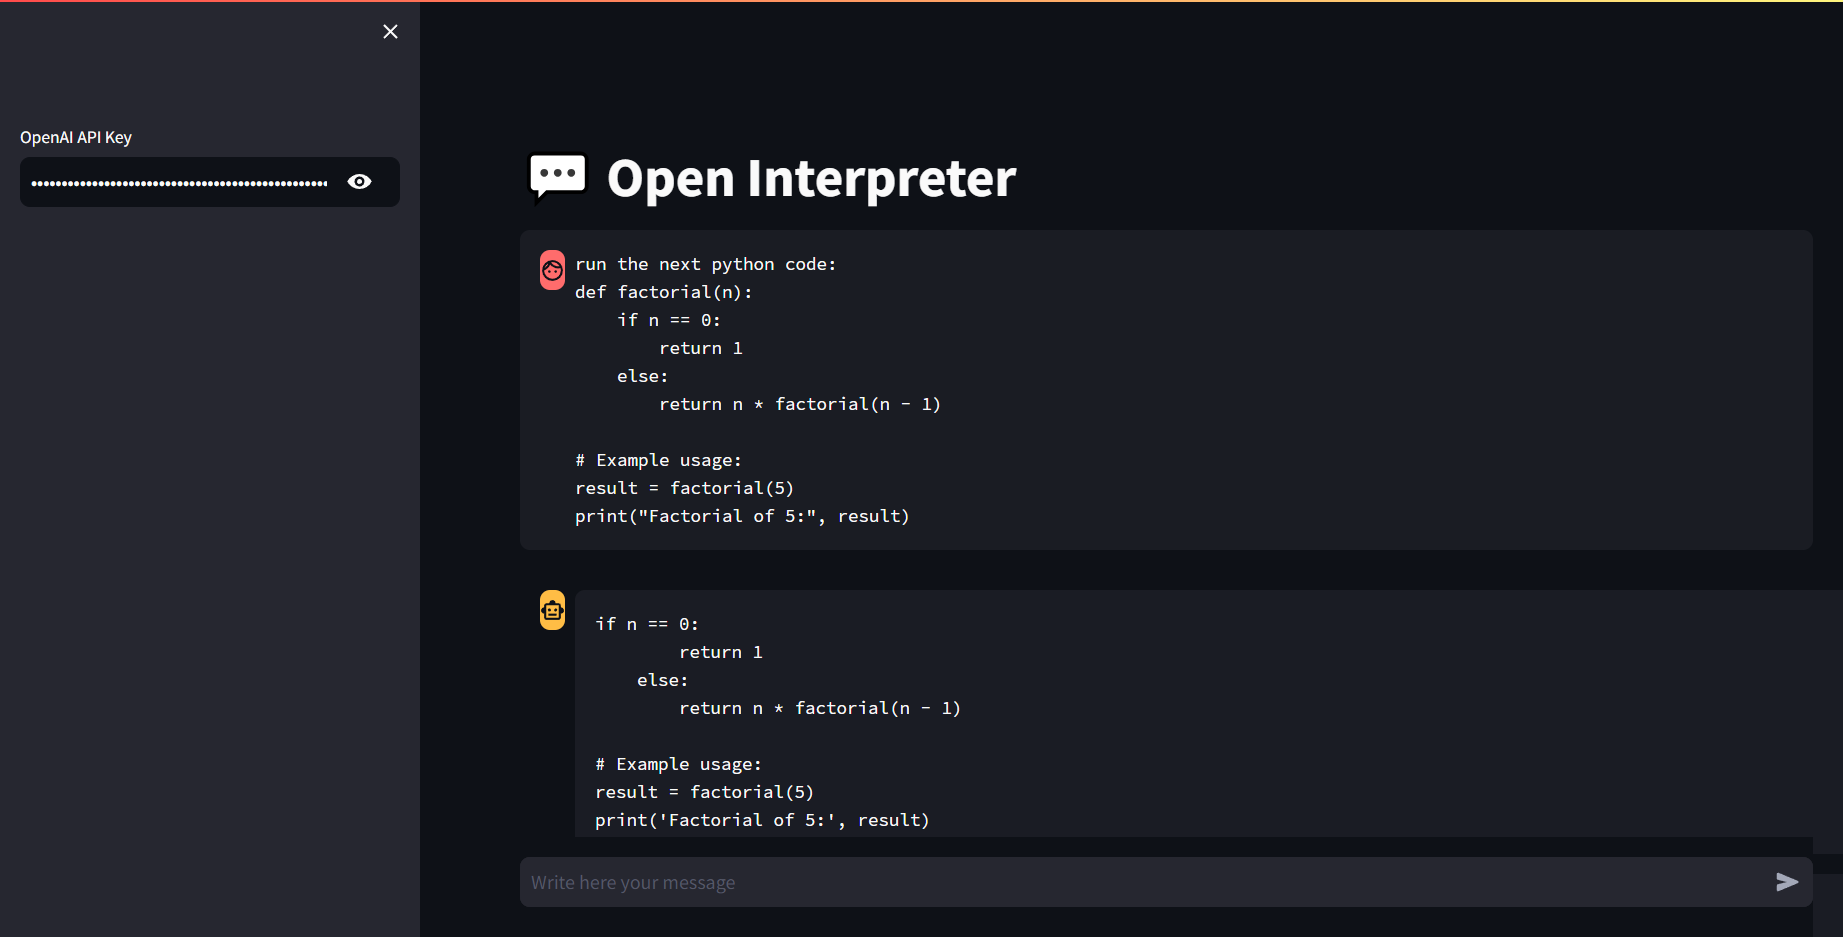 OpenAI API Key
Open Interpreter
run the next python code:
def factorial(n):
    if n == 0:
        return 1
    else:
        return n * factorial(n - 1)

# Example usage:
result = factorial(5)
print("Factorial of 5:", result)
if n == 0:
        return 1
    else:
        return n * factorial(n - 1)

# Example usage:
result = factorial(5)
print('Factorial of 5:', result)
Write here your message